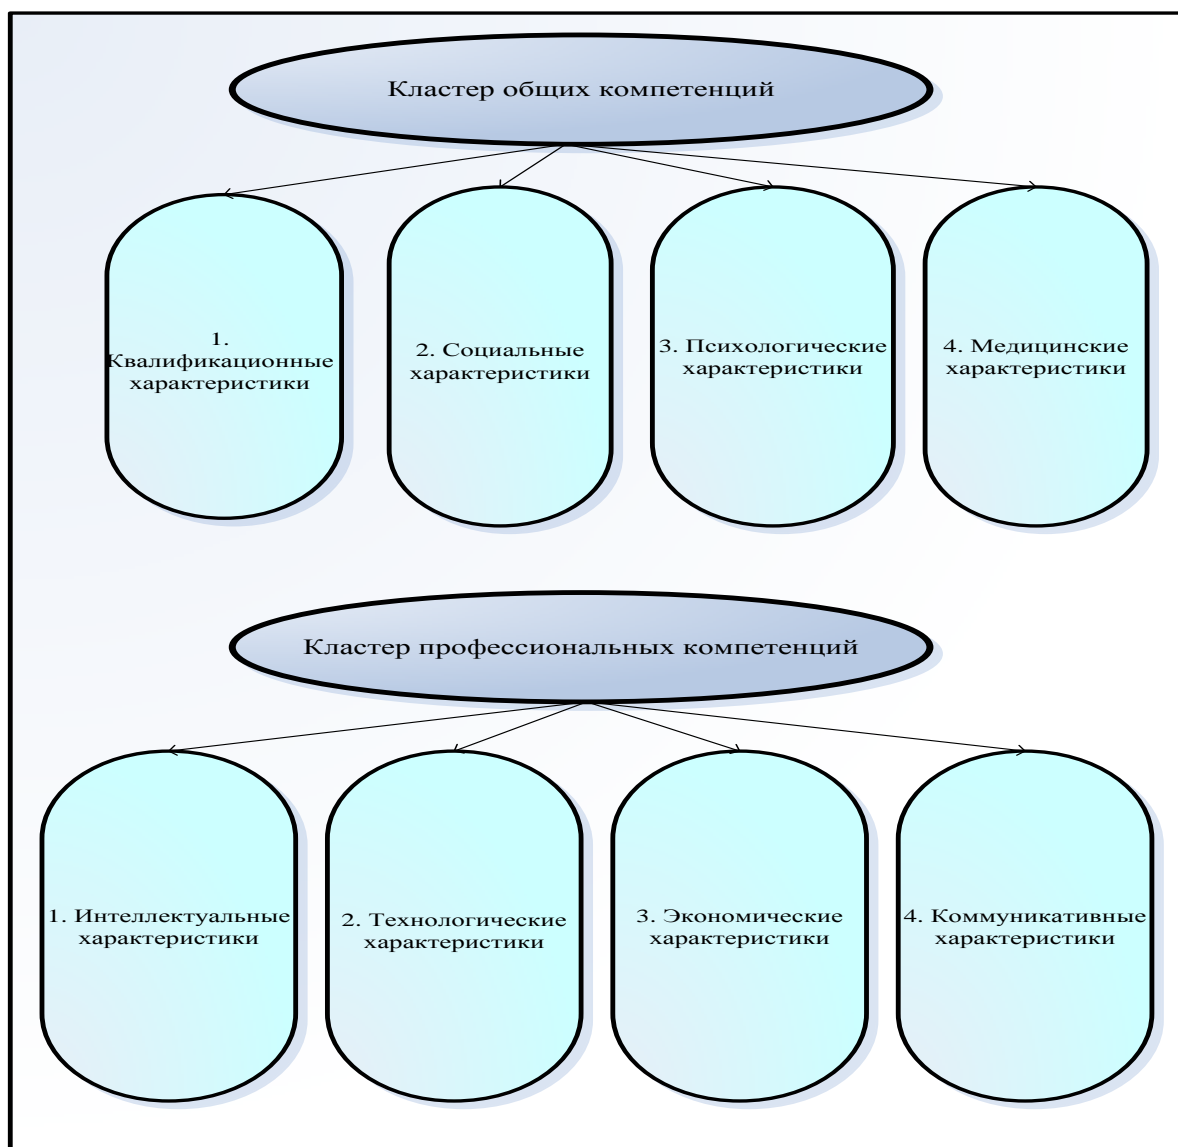 Кластер общих компетенций
1.
Квалификационные
характеристики
2. Социальные
характеристики
3. Психологические
характеристики
4. Медицинские
характеристики
Кластер профессиональных компетенций
1. Интеллектуальные
характеристики
2. Технологические
характеристики
3. Экономические
характеристики
4. Коммуникативные
характеристики